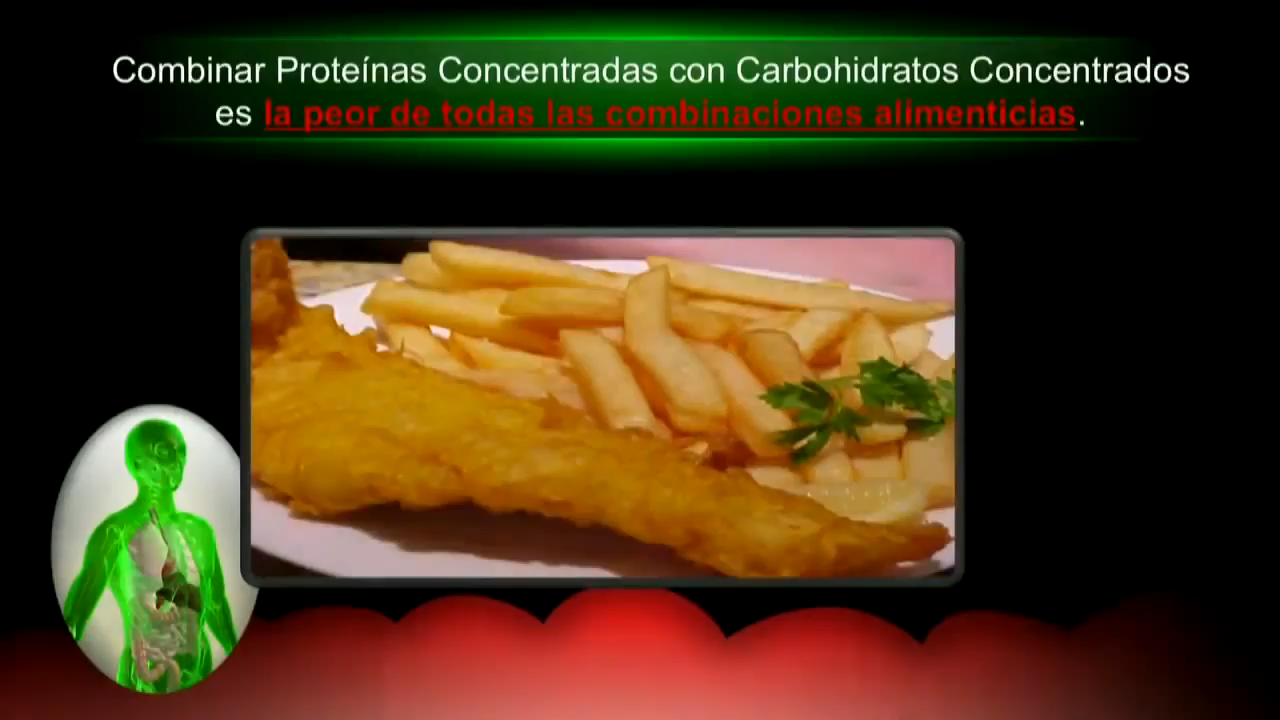 Combinar Proteínas Concentradas con Carbohidratos Concentrados
es la peor de todas las combinaciones alimenticias.